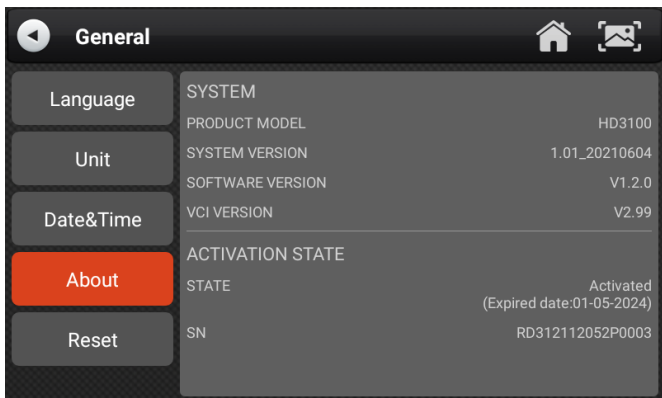 General
Language
Unit
Date&Time
About
Reset
SYSTEM
PRODUCT MODEL HD3100
SYSTEM VERSION 1.01_20210604
SOFTWARE VERSION V1.2.0
VCI VERSION V2.99
ACTIVATION STATE
STATE Activated
(Expired date:01-05-2024)
SN RD312112052P0003